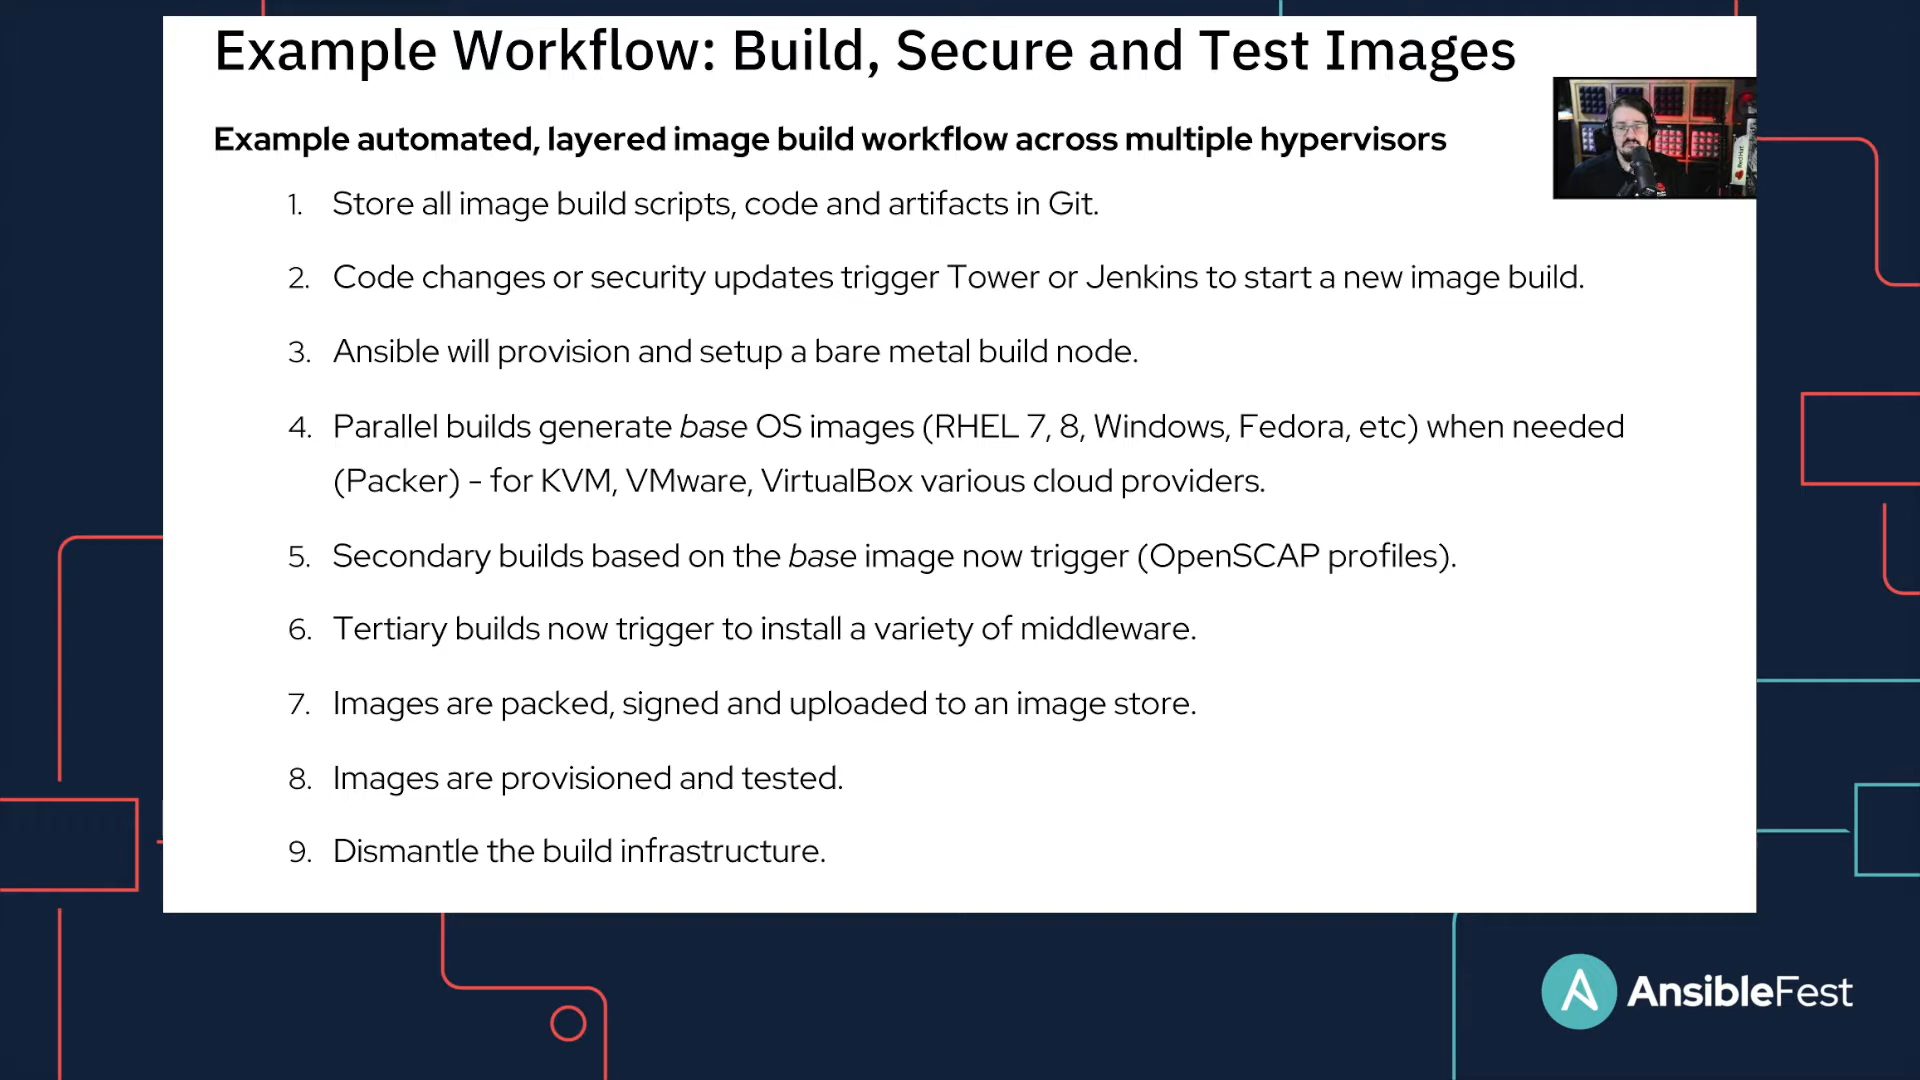 Example Workflow: Build, Secure and Test Images
Example automated, layered image build workflow across multiple hypervisors
1. Store all image build scripts, code and artifacts in Git.
2. Code changes or security updates trigger Tower or Jenkins to start a new image build.
3. Ansible will provision and setup a bare metal build node.
4. Parallel builds generate base OS images (RHEL 7, 8, Windows, Fedora, etc) when needed
(Packer) - for KVM, VMware, VirtualBox various cloud providers.
5. Secondary builds based on the base image now trigger (OpenSCAP profiles).
6. Tertiary builds now trigger to install a variety of middleware.
7. Images are packed, signed and uploaded to an image store.
8. Images are provisioned and tested.
9. Dismantle the build infrastructure.
AnsibleFest